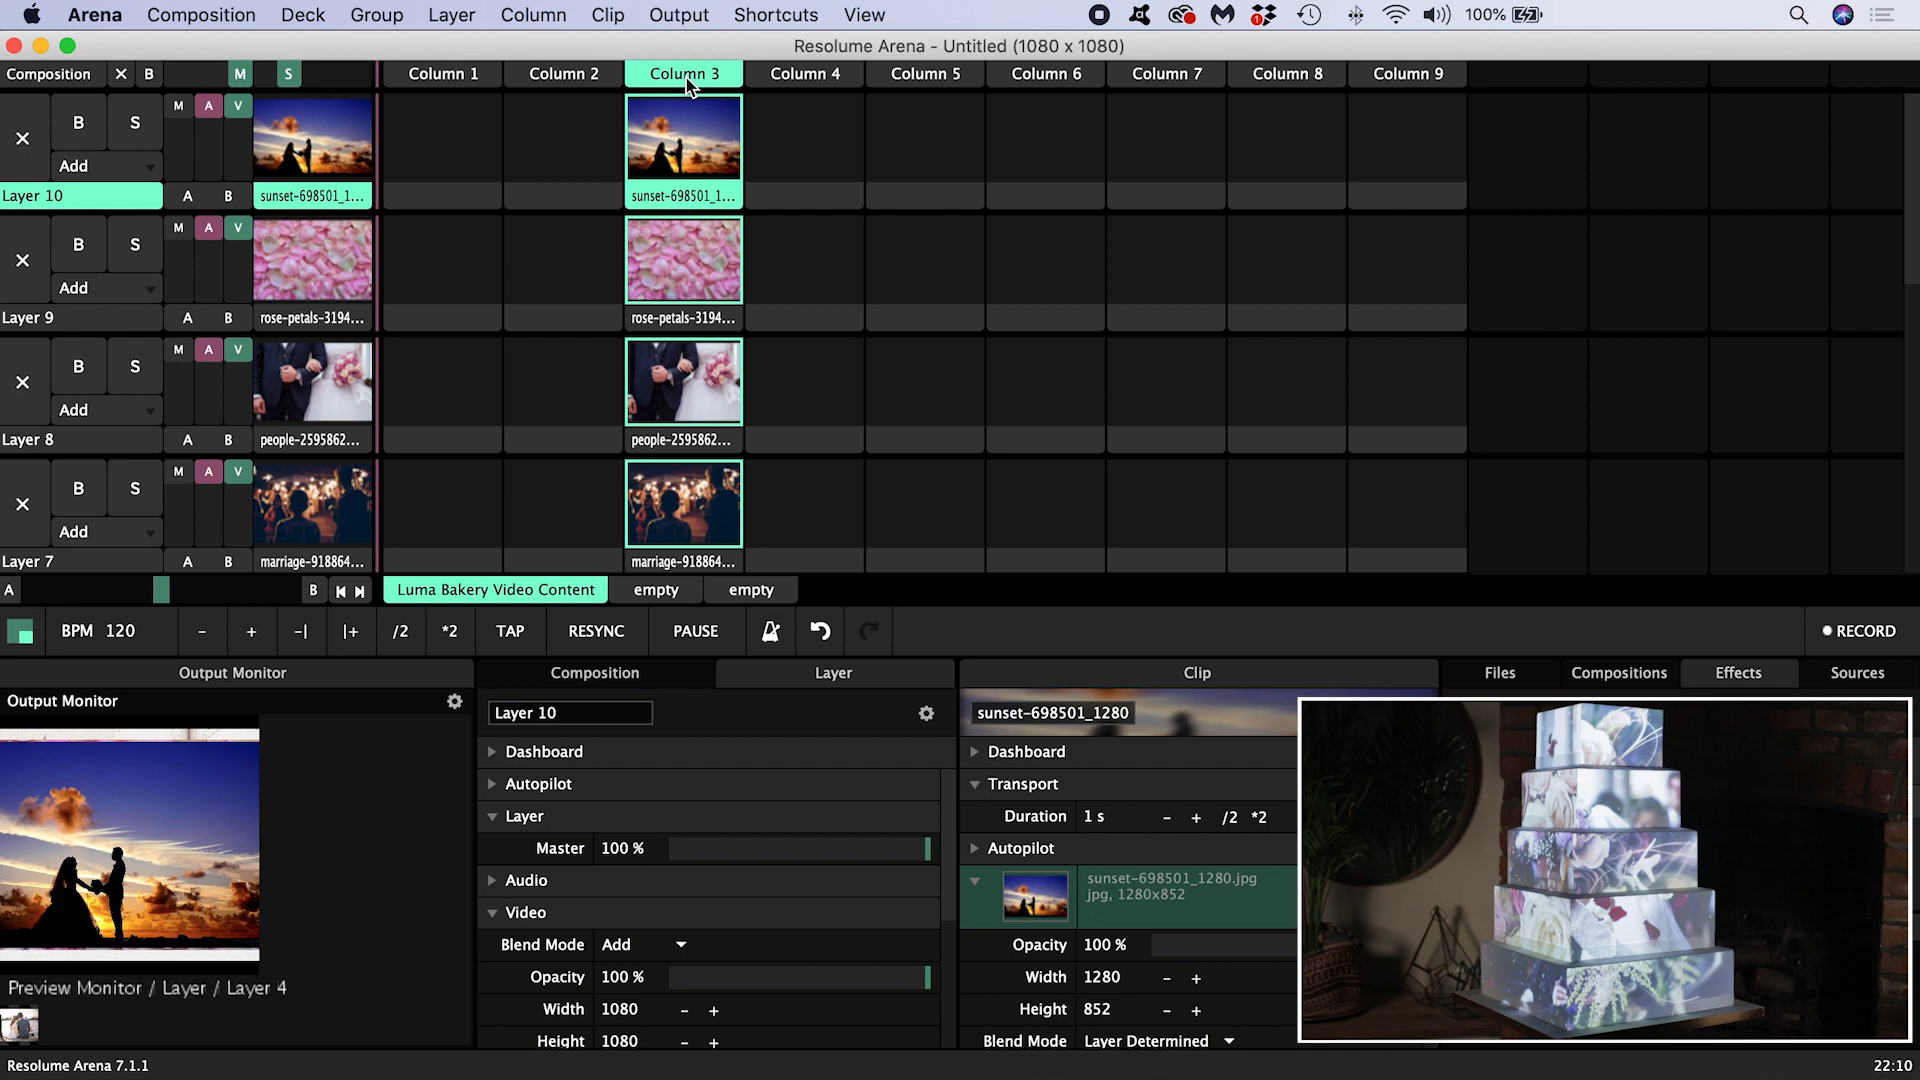 Arena Composition Deck Group Layer Column Clip Output Shortcuts View 1 100%
Resolume Arena - Untitled (1080 x 1080)
Composition X B M S Column 1 Column 2 Column 3 Column 4 Column 5 Column 6 Column 7 Column 8 Column 9
M A V
B S
Add
Layer 10 A B sunset-698501_1... sunset-698501_1...
M A V
B S
Add
Layer 9 A B rose-petals-3194... rose-petals-3194...
M A V
B S
Add
Layer 8 A B people-2595862... people-2595862...
M A V
B S
Add
Layer 7 A B marriage-918864... marriage-918864...
A B Luma Bakery Video Content empty empty
BPM 120 - + -| |+ /2 *2 TAP RESYNC PAUSE RECORD
Output Monitor Composition Layer Clip Files Compositions Effects Sources
Output Monitor Layer 10 sunset-698501_1280
Dashboard Dashboard
Autopilot Transport
Layer Duration 1 s - + /2 *2
Master 100 % Autopilot
Audio sunset-698501_1280.jpg
jpg, 1280x852
Video
Blend Mode Add Opacity 100 %
Opacity 100 % Width 1280 - +
Preview Monitor / Layer / Layer 4
Width 1080 - + Height 852 - +
Height 1080 - + Blend Mode Layer Determined
Resolume Arena 7.1.1 22:10